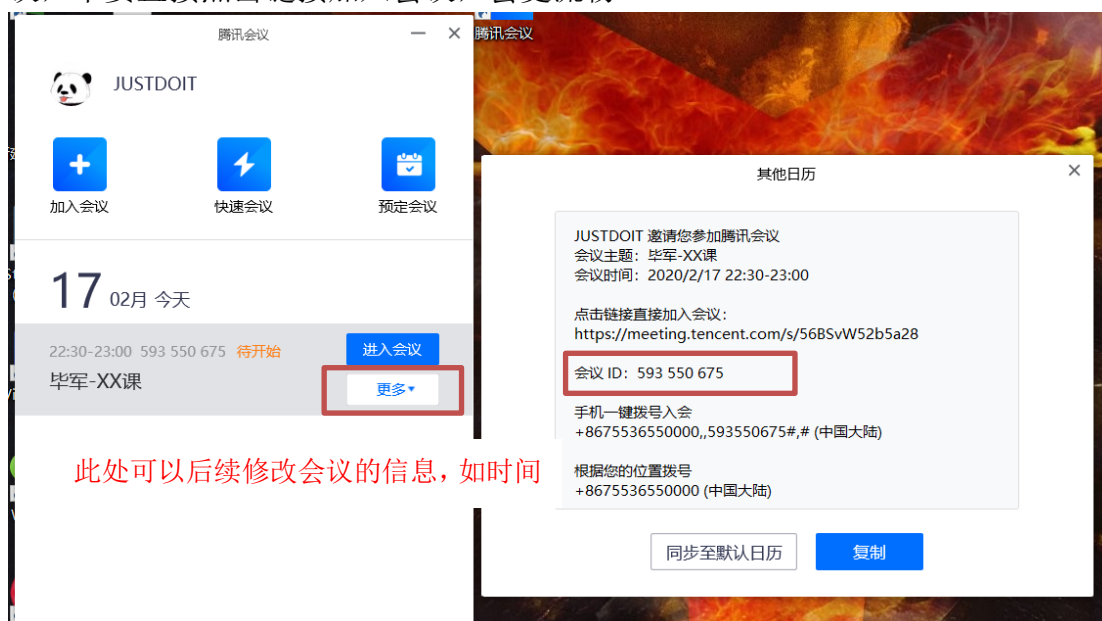 腾讯会议
腾讯会议
JUSTDOIT
加入会议
快速会议
预定会议
17 02月 今天
22:30-23:00 593 550 675 待开始
进入会议
毕军-XX课
更多
此处可以后续修改会议的信息，如时间
其他日历
JUSTDOIT 邀请您参加腾讯会议
会议主题：毕军-XX课
会议时间：2020/2/17 22:30-23:00
点击链接直接加入会议：
https://meeting.tencent.com/s/56BSvW52b5a28
会议 ID：593 550 675
手机一键拨号入会
+8675536550000,,593550675#,# (中国大陆)
根据您的位置拨号
+8675536550000 (中国大陆)
同步至默认日历
复制